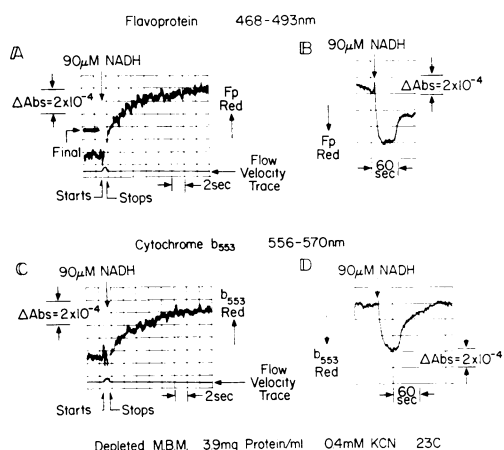 Flavoprotein 468-493nm
A
90μM NADH
ΔAbs=2x10⁻⁴
Fp
Red
Final
Flow
Velocity
Trace
Starts
Stops
2sec
B
90μM NADH
ΔAbs=2x10⁻⁴
Fp
Red
60
sec
Cytochrome b₅₅₃ 556-570nm
C
90μM NADH
ΔAbs=2x10⁻⁴
b₅₅₃
Red
Flow
Velocity
Trace
Starts
Stops
2sec
D
90μM NADH
b₅₅₃
Red
ΔAbs=2x10⁻⁴
60
sec
Depleted M.B.M. 3.9mg Protein/ml 0.4mM KCN 23C